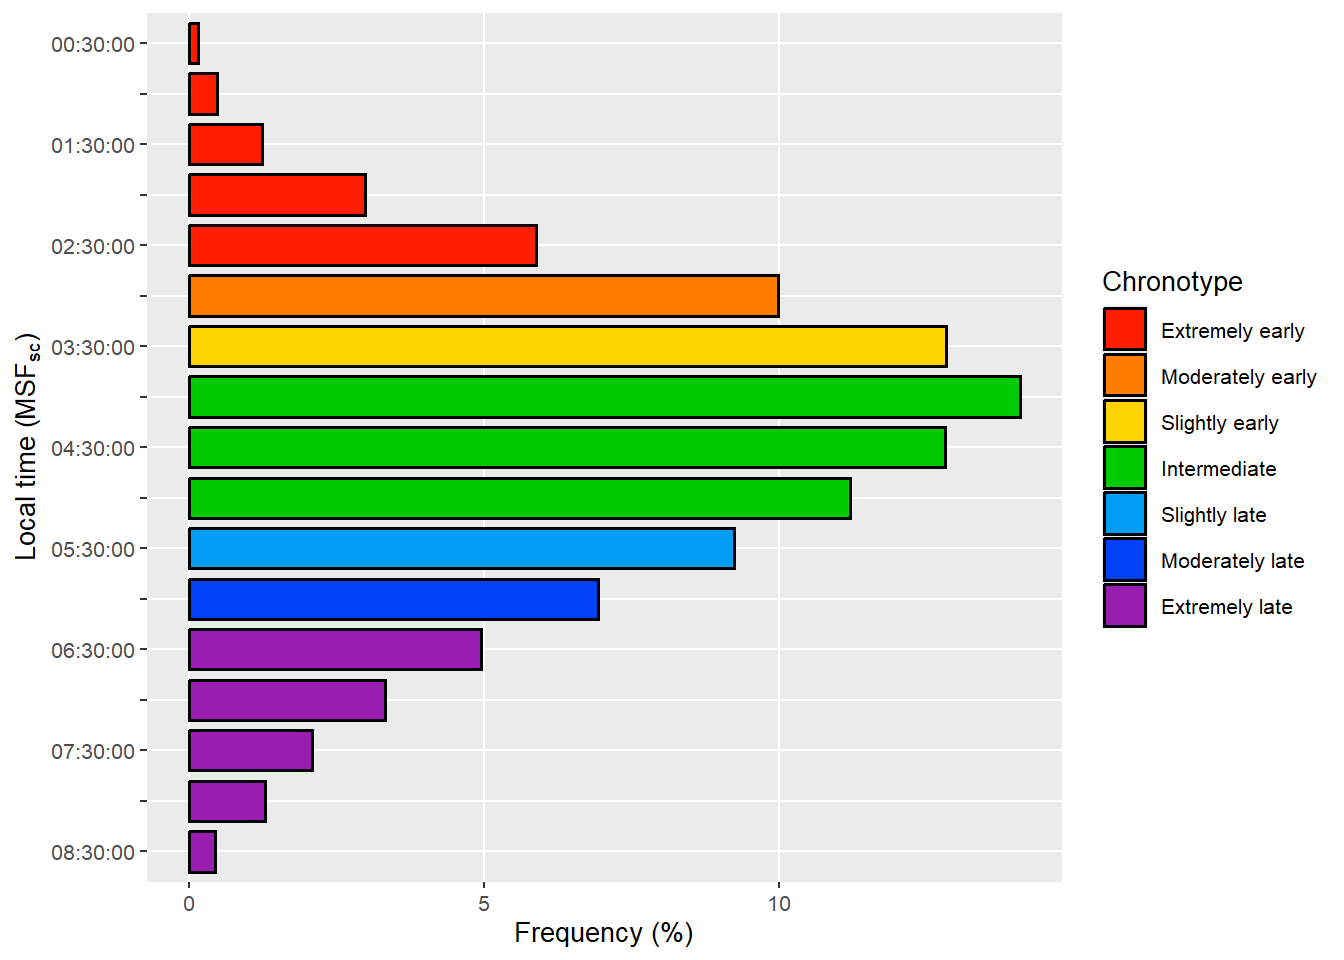 00:30:00
01:30:00
02:30:00
03:30:00
04:30:00
05:30:00
06:30:00
07:30:00
08:30:00
Local time (MSFsc)
0 5 10
Frequency (%)
Chronotype
Extremely early
Moderately early
Slightly early
Intermediate
Slightly late
Moderately late
Extremely late